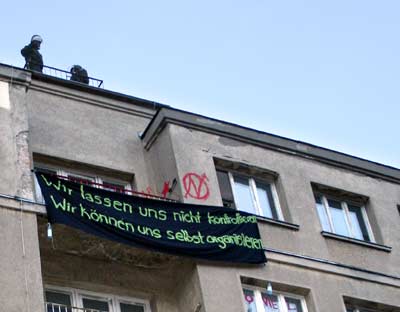 Wir lassen uns nicht kontrollieren
Wir können uns selbst organisieren